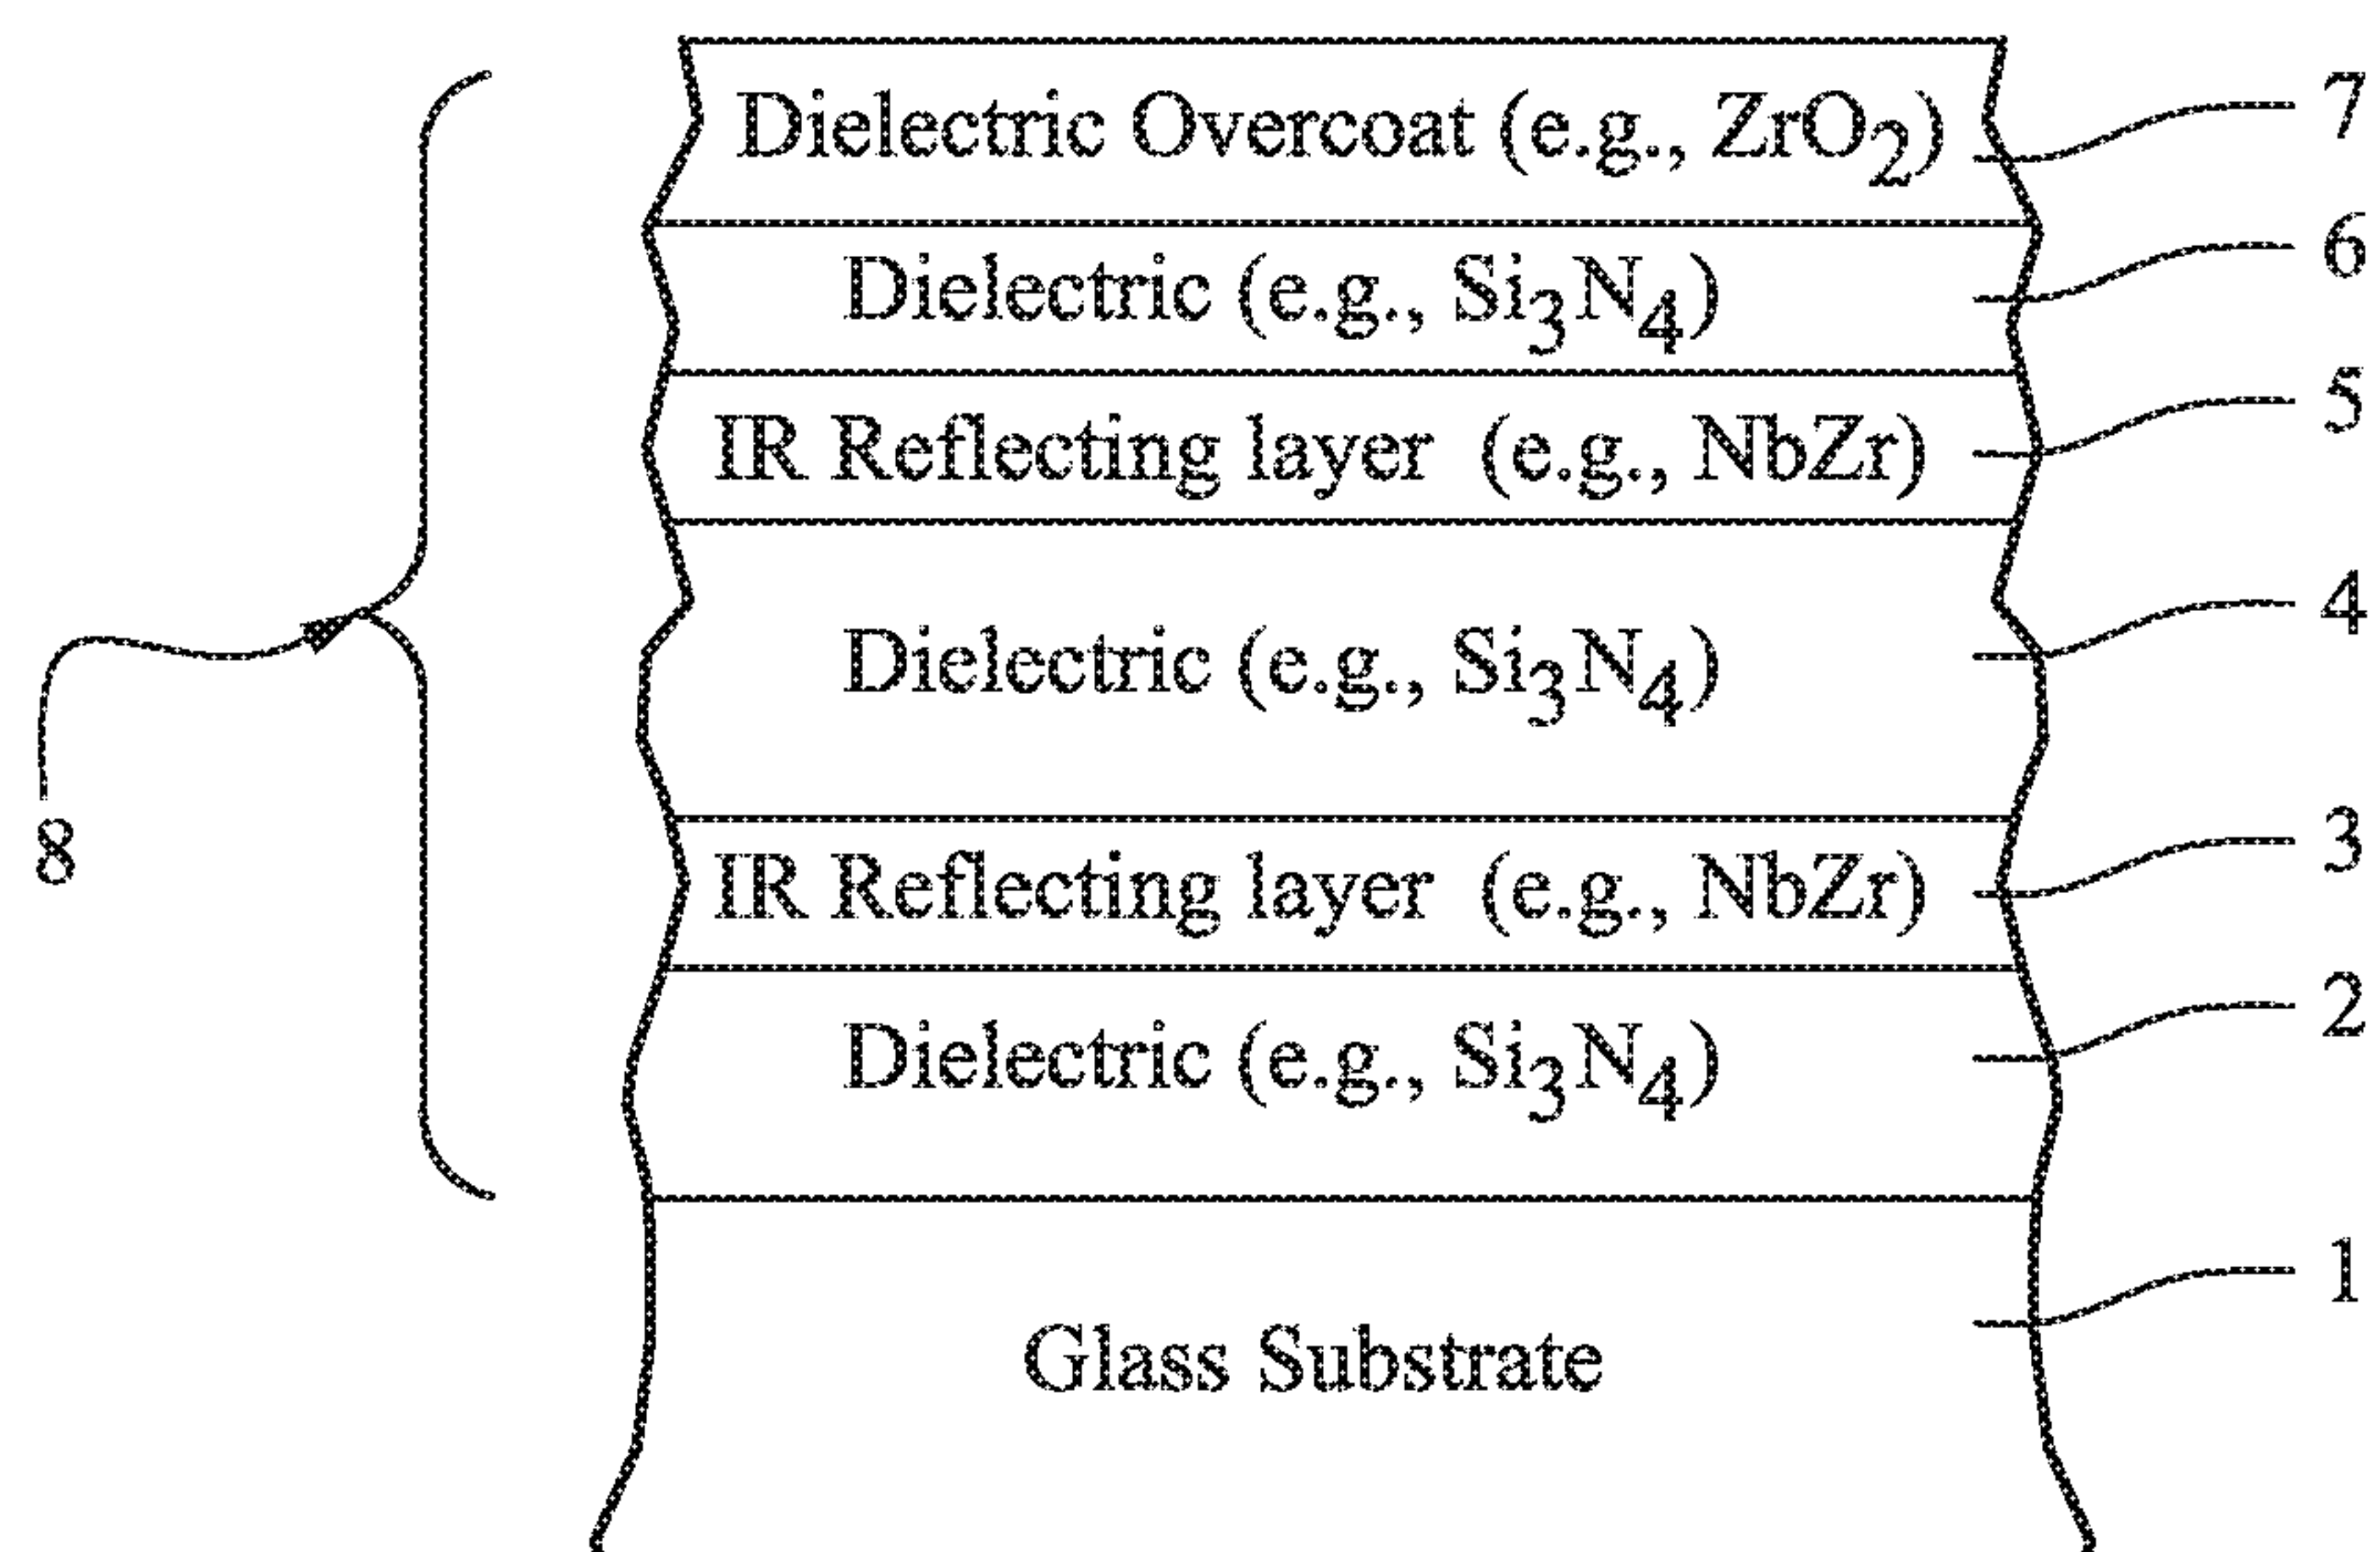 Dielectric Overcoat (e.g., ZrO₂) 7
Dielectric (e.g., Si₃N₄) 6
IR Reflecting layer (e.g., NbZr) 5
Dielectric (e.g., Si₃N₄) 4
8
IR Reflecting layer (e.g., NbZr) 3
Dielectric (e.g., Si₃N₄) 2
Glass Substrate 1